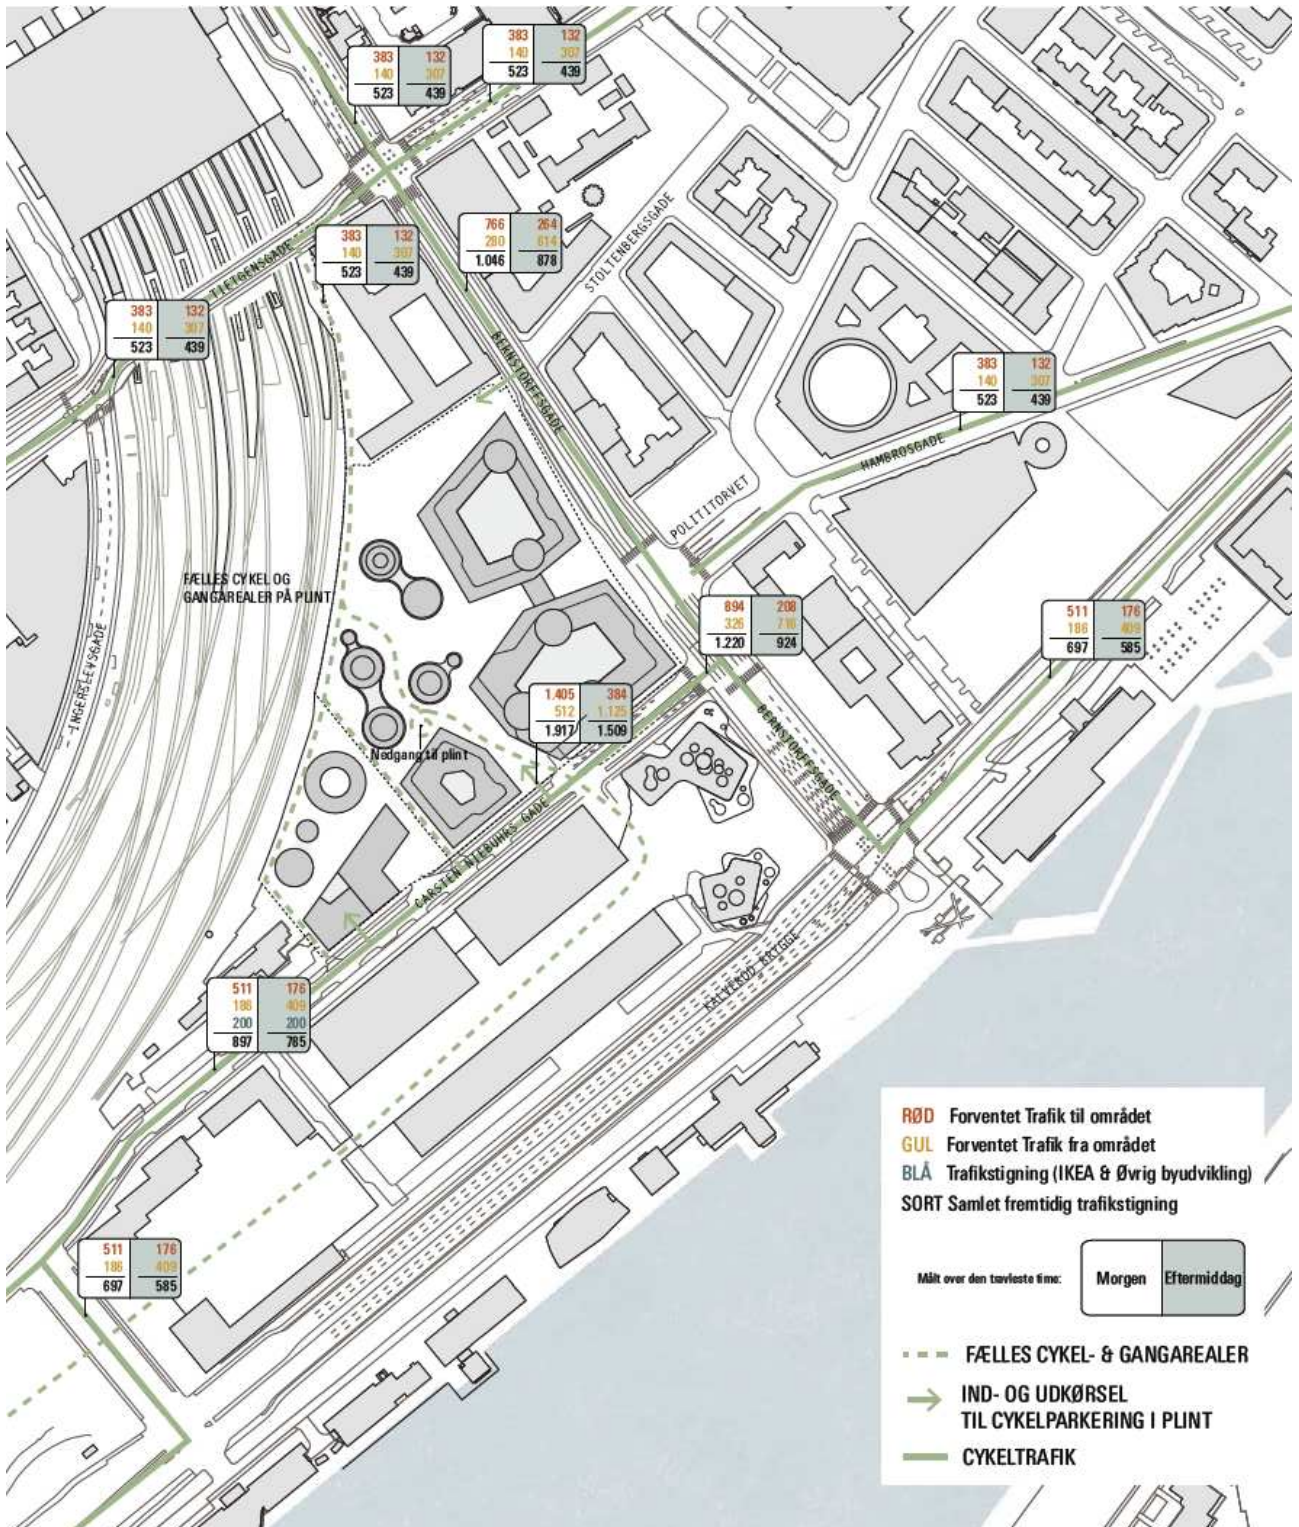 383 132
140 307
523 439
383 132
140 307
523 439
766 264
280 614
1.046 878
383 132
140 307
523 439
383 132
140 307
523 439
TIETGENSGADE
STOLTENBERGSGADE
BERNSTORFFSGADE
383 132
140 307
523 439
HAMBROSGADE
POLITITORVET
FÆLLES CYKEL OG
GANGAREALER PÅ PLINT
INGERSLEVSGADE
894 208
326 716
1.220 924
511 176
186 409
697 585
1.405 384
512 1.125
1.917 1.509
BERNSTORFFSGADE
Nedgang til plint
CARSTEN NIEBUHRS GADE
KALVEBOD BRYGGE
511 176
186 409
200 200
897 785
511 176
186 409
697 585
RØD Forventet Trafik til området
GUL Forventet Trafik fra området
BLÅ Trafikstigning (IKEA & Øvrig byudvikling)
SORT Samlet fremtidig trafikstigning
Målt over den travleste time:
Morgen Eftermiddag
FÆLLES CYKEL- & GANGAREALER
IND- OG UDKØRSEL
TIL CYKELPARKERING I PLINT
CYKELTRAFIK